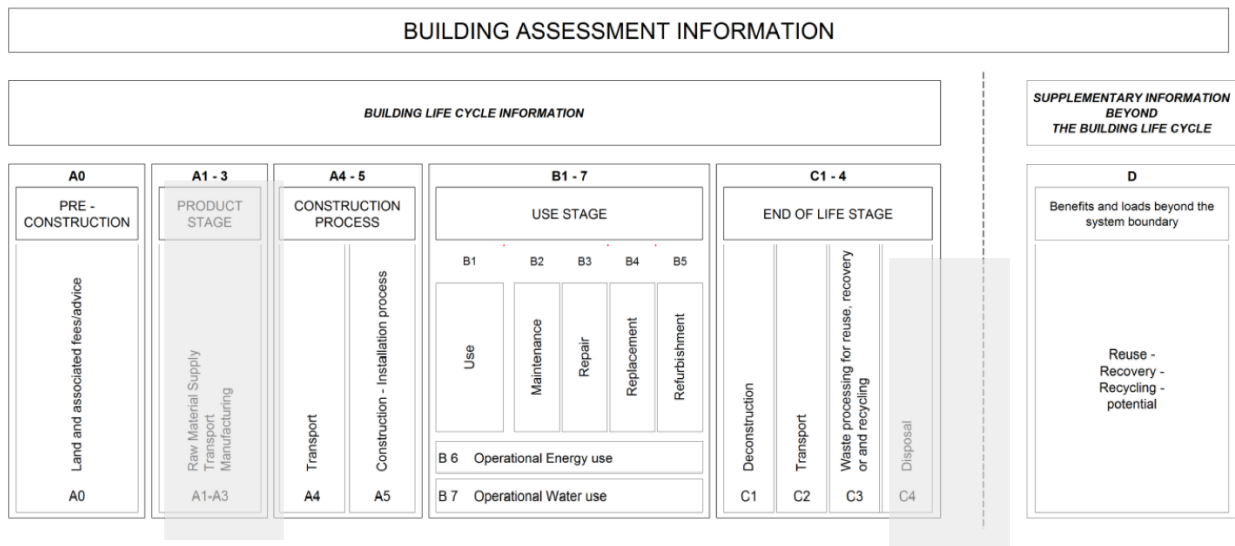 BUILDING ASSESSMENT INFORMATION
BUILDING LIFE CYCLE INFORMATION
SUPPLEMENTARY INFORMATION
BEYOND
THE BUILDING LIFE CYCLE
A0
PRE -
CONSTRUCTION
Land and associated fees/advice
A0
A1 - 3
PRODUCT
STAGE
Raw Material Supply
Transport
Manufacturing
A1-A3
A4 - 5
CONSTRUCTION
PROCESS
Transport
A4
Construction - Installation process
A5
B1 - 7
USE STAGE
B1
Use
B2
Maintenance
B3
Repair
B4
Replacement
B5
Refurbishment
B 6 Operational Energy use
B 7 Operational Water use
C1 - 4
END OF LIFE STAGE
Deconstruction
C1
Transport
C2
Waste processing for reuse, recovery
or and recycling
C3
Disposal
C4
D
Benefits and loads beyond the
system boundary
Reuse -
Recovery -
Recycling -
potential